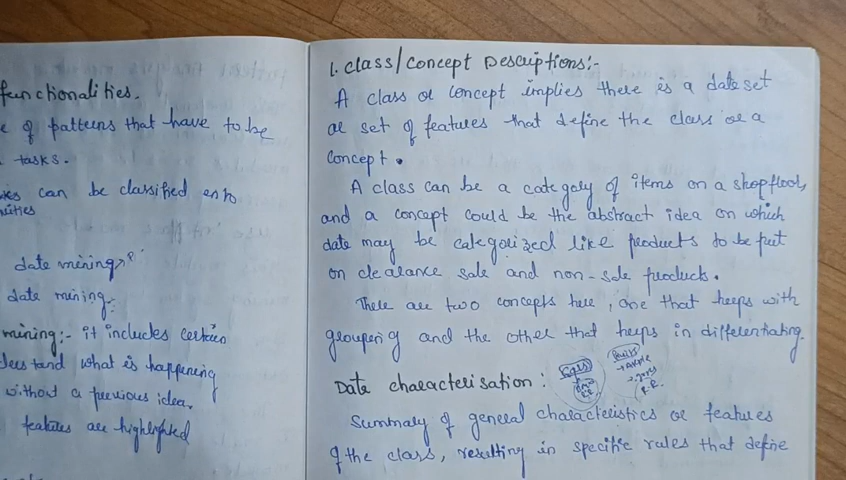 functionalities.
e of patterns that have to be
tasks.
can be classified into
date mining
date mining:
mining:- it includes certain
what is happening
without a previous idea.
features are highlighted
1. Class/Concept Descriptions:-
A class or concept implies there is a date set
or set of features that define the class or a
concept.
A class can be a category of items on a shopfloor,
and a concept could be the abstract idea on which
date may be categorized like products to be put
on clearance sale and non-sale products.
There are two concepts here, one that helps with
grouping and the other that helps in differentiating.
Date characterisation:
Summary of general characteristics or features
of the class, resulting in specific rules that define